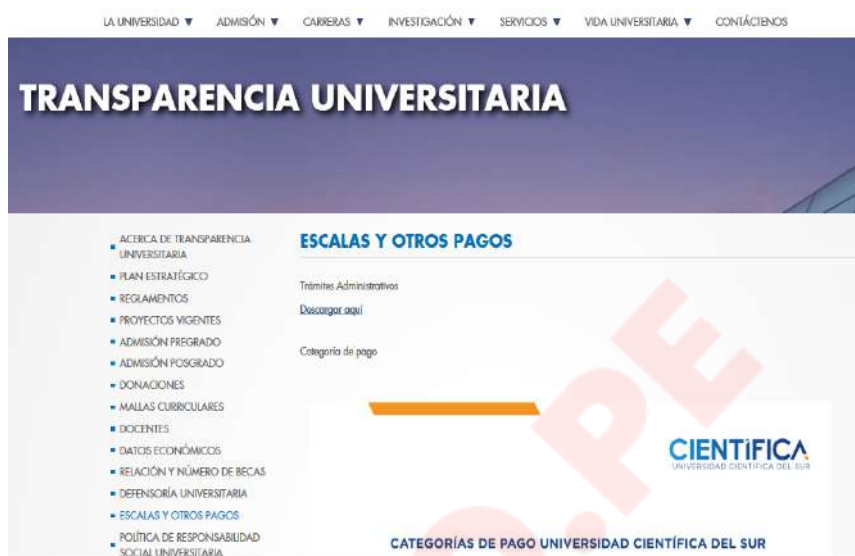 LA UNIVERSIDAD ▼ ADMISIÓN ▼ CARRERAS ▼ INVESTIGACIÓN ▼ SERVICIOS ▼ VIDA UNIVERSITARIA ▼ CONTÁCTENOS
TRANSPARENCIA UNIVERSITARIA
ACERCA DE TRANSPARENCIA
UNIVERSITARIA
PLAN ESTRATÉGICO
REGLAMENTOS
PROYECTOS VIGENTES
ADMISIÓN PREGRADO
ADMISIÓN POSGRADO
DONACIONES
MALLAS CURRICULARES
DOCENTES
DATOS ECONÓMICOS
RELACIÓN Y NÚMERO DE BECAS
DEFENSORÍA UNIVERSITARIA
ESCALAS Y OTROS PAGOS
POLÍTICA DE RESPONSABILIDAD
SOCIAL UNIVERSITARIA
ESCALAS Y OTROS PAGOS
Trámites Administrativos
Descargar aquí
Categoría de pago
CIENTÍFICA
UNIVERSIDAD CIENTÍFICA DEL SUR
CATEGORÍAS DE PAGO UNIVERSIDAD CIENTÍFICA DEL SUR